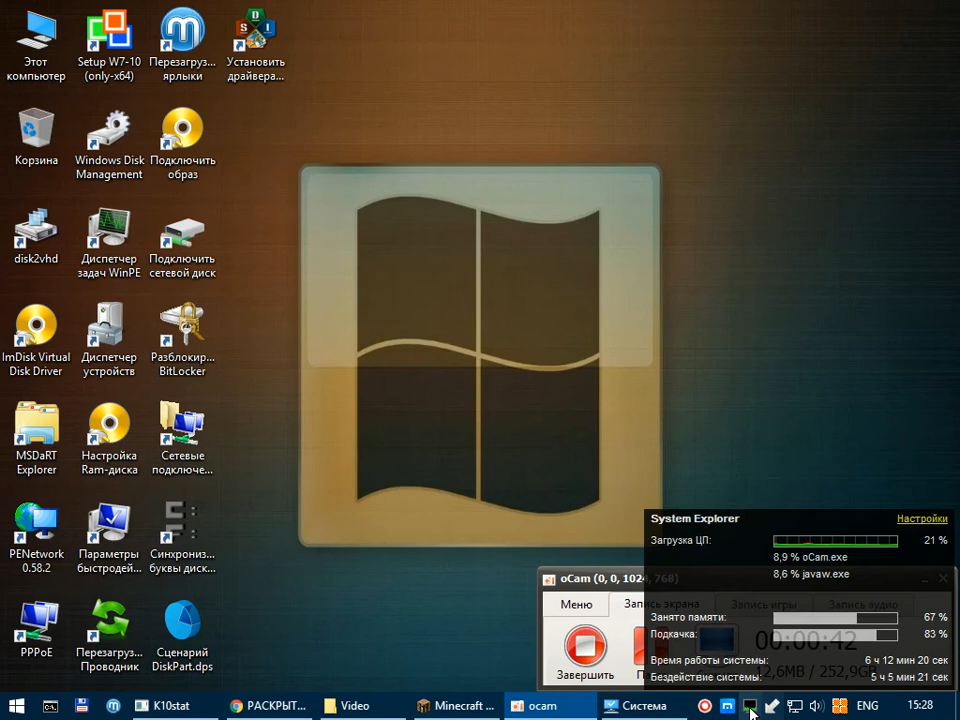 Этот
компьютер
Setup W7-10
(only-x64)
Перезагруз...
ярлыки
Установить
драйвера...
Корзина
Windows Disk
Management
Подключить
образ
disk2vhd
Диспетчер
задач WinPE
Подключить
сетевой диск
ImDisk Virtual
Disk Driver
Диспетчер
устройств
Разблокир...
BitLocker
MSDaRT
Explorer
Настройка
Ram-диска
Сетевые
подключе...
PENetwork
0.58.2
Параметры
быстродей...
Синхрониз...
буквы диск...
PPPoE
Перезагруз...
Проводник
Сценарий
DiskPart.dps
System Explorer
Настройки
Загрузка ЦП:
21 %
8,9 % oCam.exe
8,6 % javaw.exe
Занято памяти:
67 %
Подкачка:
83 %
Время работы системы:
6 ч 12 мин 20 сек
Бездействие системы:
5 ч 5 мин 21 сек
oCam (0, 0, 1024, 768)
Меню
Запись экрана
Запись игры
Запись аудио
00:00:42
Завершить
12,6MB / 252,9GB
K10stat
РАСКРЫТ...
Video
Minecraft ...
ocam
Система
ENG
15:28